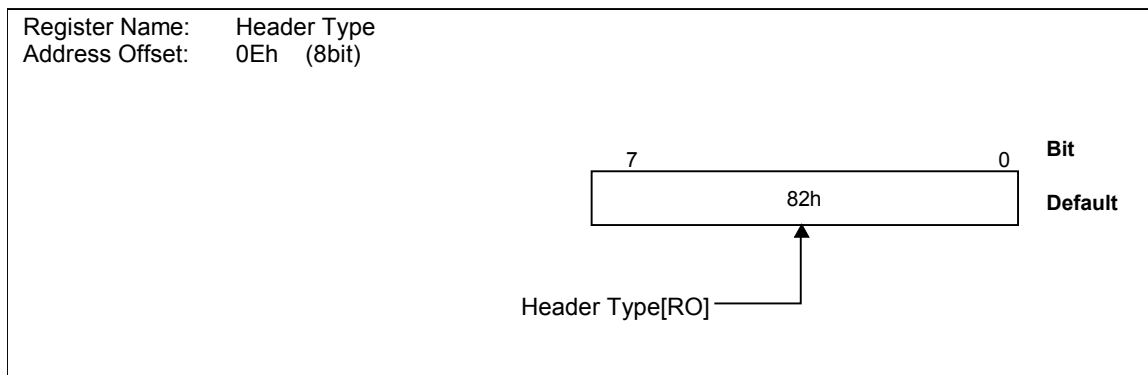 Register Name: Header Type
Address Offset: 0Eh (8bit)
7 0 Bit
82h Default
Header Type[RO]